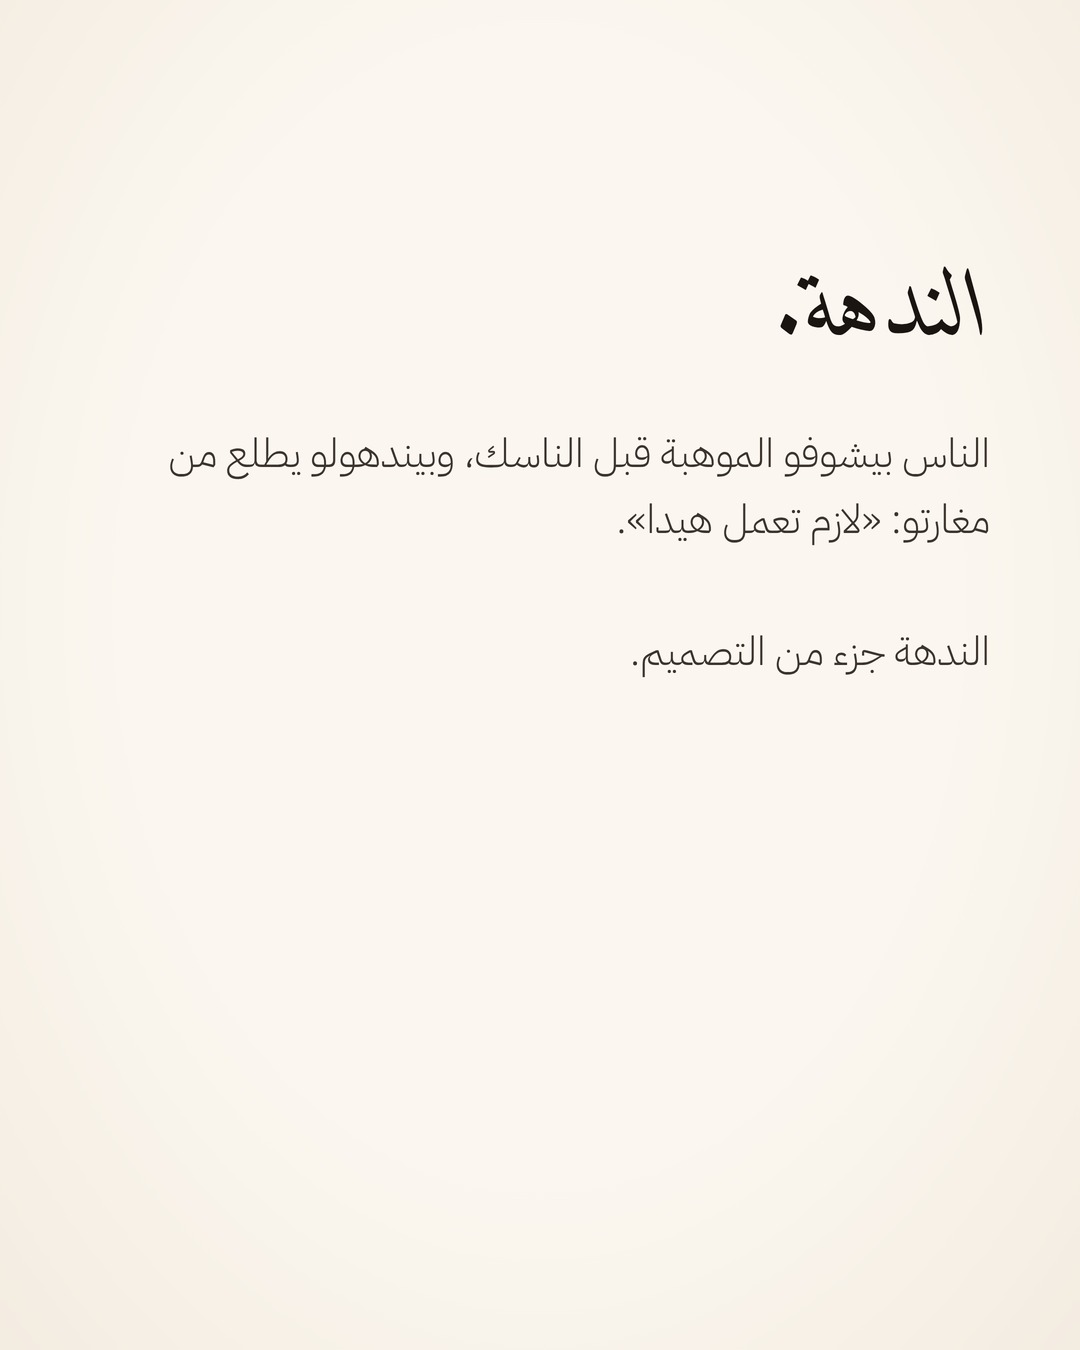 الندهة.
الناس بيشوفو الموهبة قبل الناسك، وبيندهولو يطلع من
مغارتو: «لازم تعمل هيدا».
الندهة جزء من التصميم.